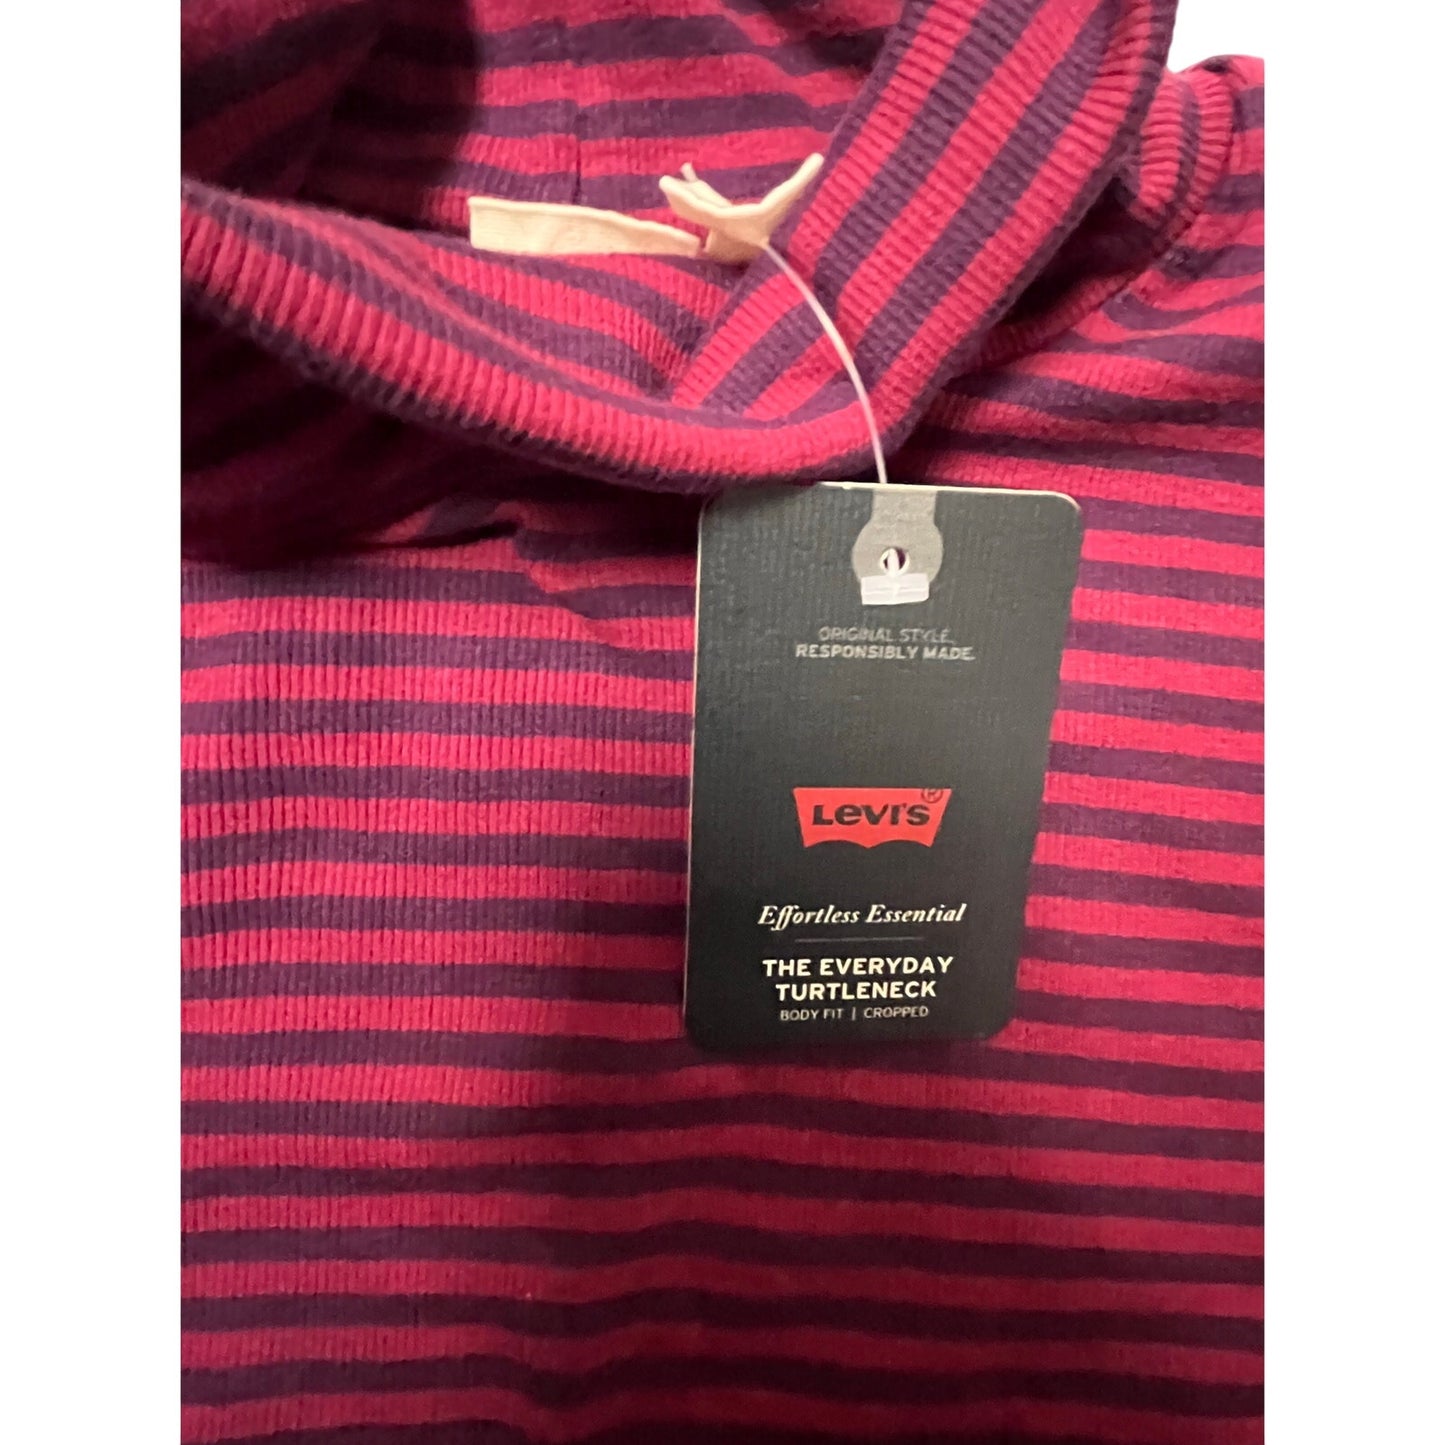 ORIGINAL STYLE.
RESPONSIBLY MADE.
Levi's®
Effortless Essential
THE EVERYDAY
TURTLENECK
BODY FIT | CROPPED